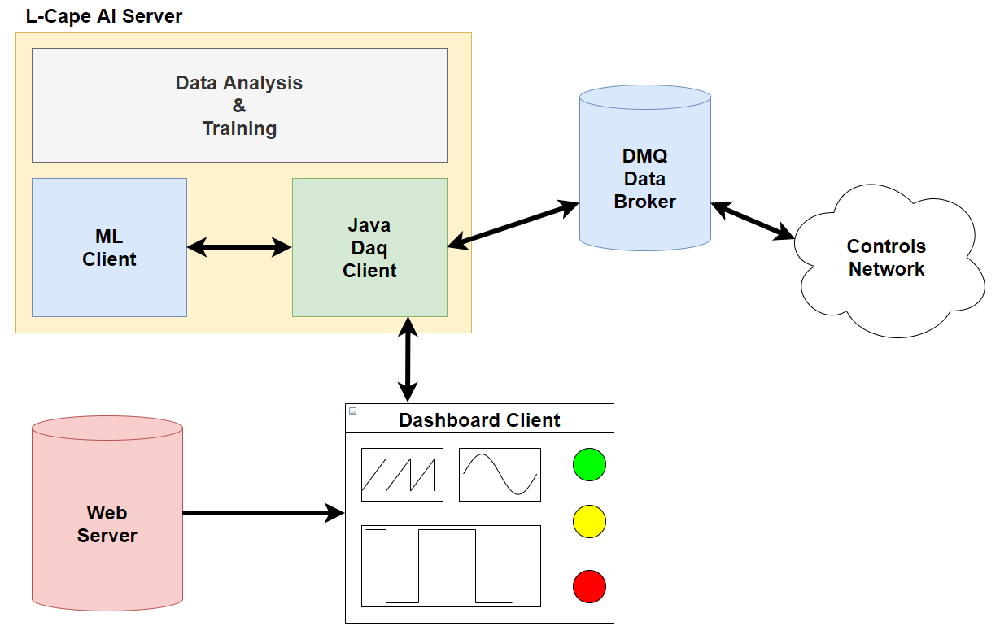 L-Cape AI Server
Data Analysis
&
Training
ML
Client
Java
Daq
Client
DMQ
Data
Broker
Controls
Network
Dashboard Client
Web
Server